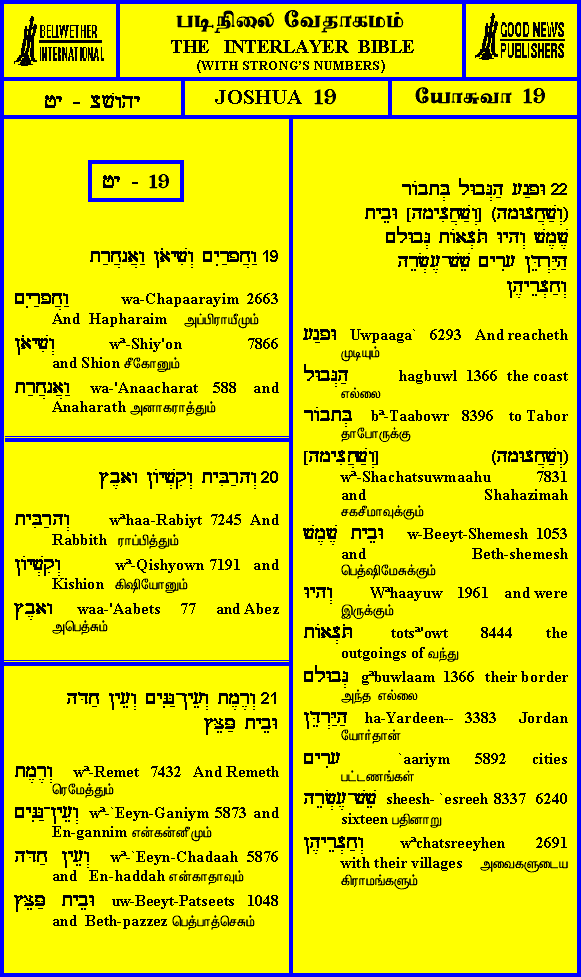 BELLWETHER
INTERNATIONAL
படிநிலை வேதாகமம்
THE INTERLAYER BIBLE
(WITH STRONG'S NUMBERS)
GOOD NEWS
PUBLISHERS
יהושצ - יט
JOSHUA 19
யோசுவா 19
יט - 19
19 וַחֲפָרַיִם וְשִׁיאֹן וַאֲנָחֲרַת
וַחֲפָרַיִם wa-Chapaarayim 2663
And Hapharaim அப்பிராயீமும்
וְשִׁיאֹן wª-Shiy'on 7866
and Shion சீகோனும்
וַאֲנָחֲרַת wa-'Anaacharat 588 and
Anaharath அனாகராத்தும்
20 וְהָרַבִּית וְקִשְׁיוֹן וָאֶבֶץ
וְהָרַבִּית wªhaa-Rabiyt 7245 And
Rabbith ராப்பித்தும்
וְקִשְׁיוֹן wª-Qishyown 7191 and
Kishion கிஷியோனும்
וָאֶבֶץ waa-'Aabets 77 and Abez
அபெத்சும்
21 וְרֶמֶת וְעֵין־גַּנִּים וְעֵין חַדָּה
וּבֵית פַּצֵּץ
וְרֶמֶת wª-Remet 7432 And Remeth
ரெமேத்தும்
וְעֵין־גַּנִּים wª-`Eeyn-Ganiym 5873 and
En-gannim என்கன்னீமும்
וְעֵין חַדָּה wª-`Eeyn-Chadaah 5876
and En-haddah என்காதாவும்
וּבֵית פַּצֵּץ uw-Beeyt-Patseets 1048
and Beth-pazzez பெத்பாத்செசும்
22 וּפָגַע הַגְּבוּל בְּתָבוֹר
(וְשַׁחֲצוּמָה) [וְשַׁחֲצִימָה] וּבֵית
שֶׁמֶשׁ וְהָיוּ תֹּצְאוֹת גְּבוּלָם
הַיַּרְדֵּן עָרִים שֵׁשׁ־עֶשְׂרֵה
וְחַצְרֵיהֶן
וּפָגַע Uwpaaga` 6293 And reacheth
முடியும்
הַגְּבוּל hagbuwl 1366 the coast
எல்லை
בְּתָבוֹר bª-Taabowr 8396 to Tabor
தாபோருக்கு
(וְשַׁחֲצוּמָה) [וְשַׁחֲצִימָה]
wª-Shachatsuwmaahu 7831
and Shahazimah
சகசீமாவுக்கும்
וּבֵית שֶׁמֶשׁ w-Beeyt-Shemesh 1053
and Beth-shemesh
பெத்ஷிமேசுக்கும்
וְהָיוּ Wªhaayuw 1961 and were
இருக்கும்
תֹּצְאוֹת totsª'owt 8444 the
outgoings of வந்து
גְּבוּלָם gªbuwlaam 1366 their border
அந்த எல்லை
הַיַּרְדֵּן ha-Yardeen-- 3383 Jordan
யோர்தான்
עָרִים `aariym 5892 cities
பட்டணங்கள்
שֵׁשׁ־עֶשְׂרֵה sheesh- `esreeh 8337 6240
sixteen பதினாறு
וְחַצְרֵיהֶן wªchatsreeyhen 2691
with their villages அவைகளுடைய
கிராமங்களும்